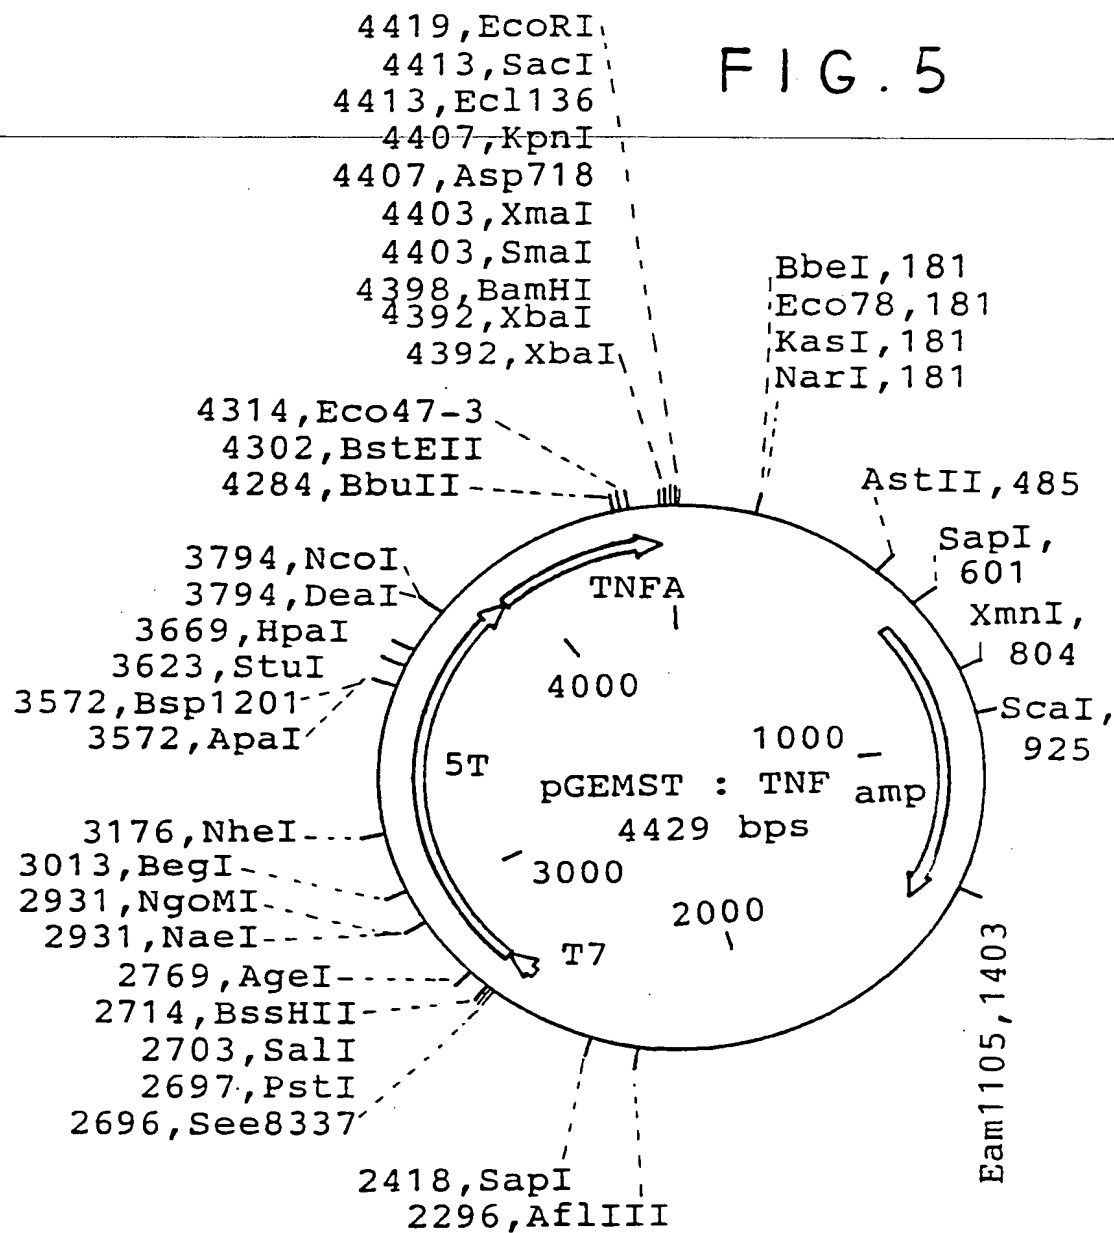 FIG.5
4419,EcoRI
4413,SacI
4413,Ecl136
4407,KpnI
4407,Asp718
4403,XmaI
4403,SmaI
4398,BamHI
4392,XbaI
4392,XbaI
BbeI,181
Eco78,181
KasI,181
NarI,181
4314,Eco47-3
4302,BstEII
4284,BbuII
AstII,485
SapI,
601
XmnI,
804
ScaI,
925
3794,NcoI
3794,DeaI
3669,HpaI
3623,StuI
3572,Bsp1201
3572,ApaI
TNFA
4000
1000
5T
pGEMST : TNF
4429 bps
amp
3000
2000
T7
3176,NheI
3013,BegI
2931,NgoMI
2931,NaeI
2769,AgeI
2714,BssHII
2703,SalI
2697,PstI
2696,See8337
2418,SapI
2296,AflIII
Eam1105,1403